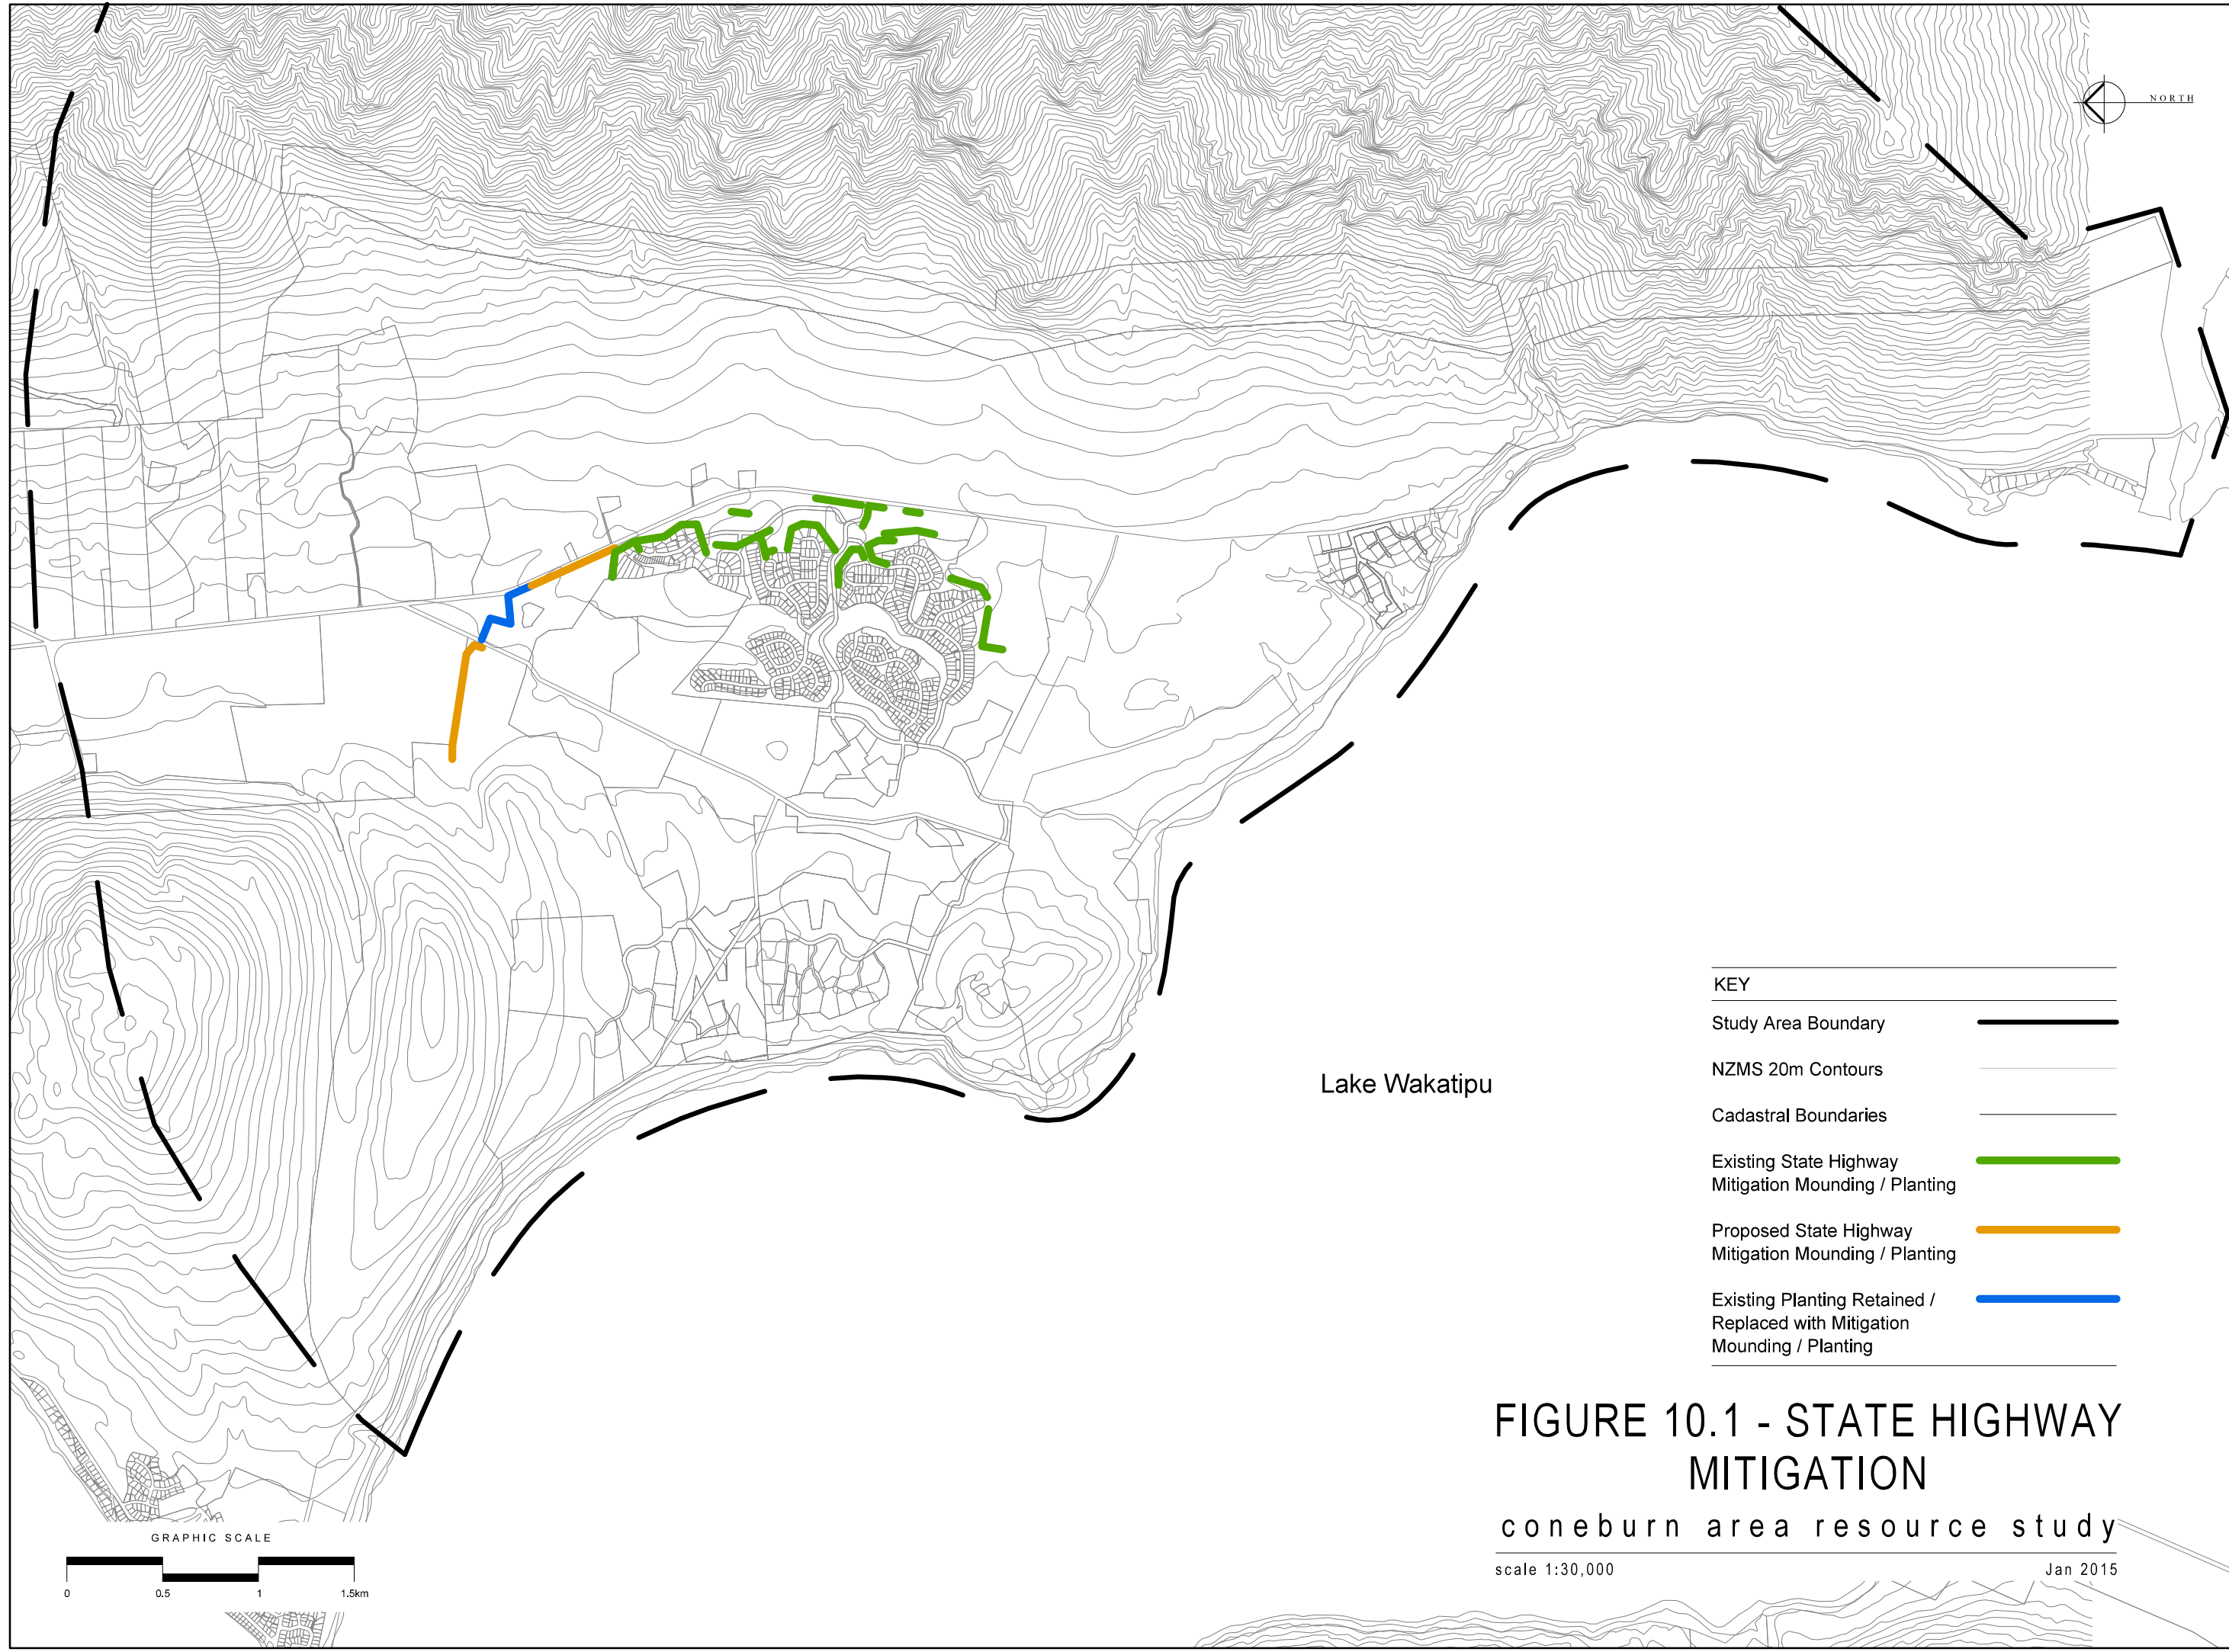 NORTH
Lake Wakatipu
KEY
Study Area Boundary
NZMS 20m Contours
Cadastral Boundaries
Existing State Highway
Mitigation Mounding / Planting
Proposed State Highway
Mitigation Mounding / Planting
Existing Planting Retained /
Replaced with Mitigation
Mounding / Planting
FIGURE 10.1 - STATE HIGHWAY
MITIGATION
coneburn area resource study
scale 1:30,000 Jan 2015
GRAPHIC SCALE
0 0.5 1 1.5km